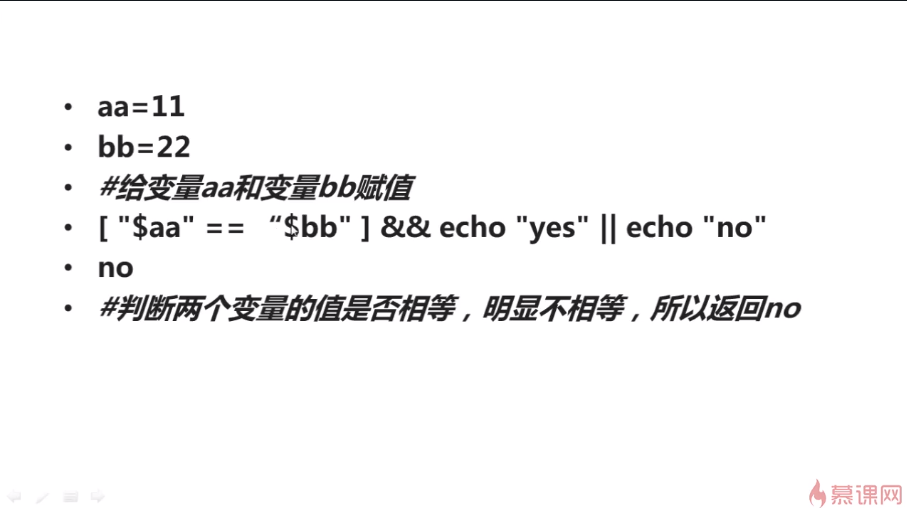 • aa=11
• bb=22
• #给变量aa和变量bb赋值
• [ "$aa" == “$bb" ] && echo "yes" || echo "no"
• no
• #判断两个变量的值是否相等，明显不相等，所以返回no
慕课网